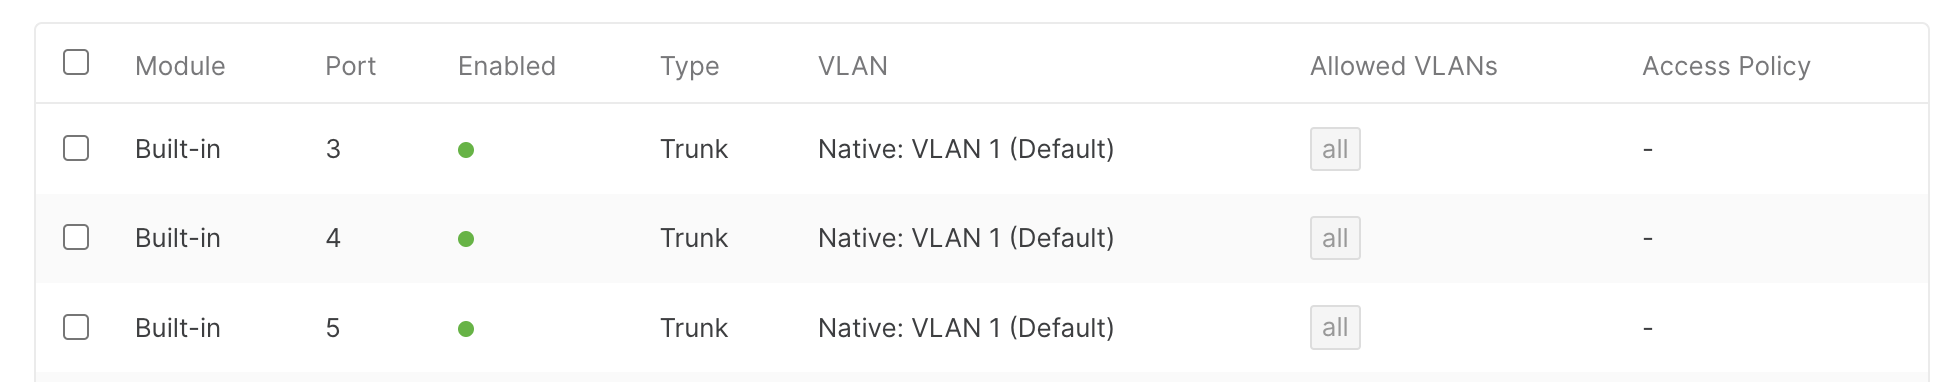 Module Port Enabled Type VLAN Allowed VLANs Access Policy
Built-in 3 Trunk Native: VLAN 1 (Default) all -
Built-in 4 Trunk Native: VLAN 1 (Default) all -
Built-in 5 Trunk Native: VLAN 1 (Default) all -